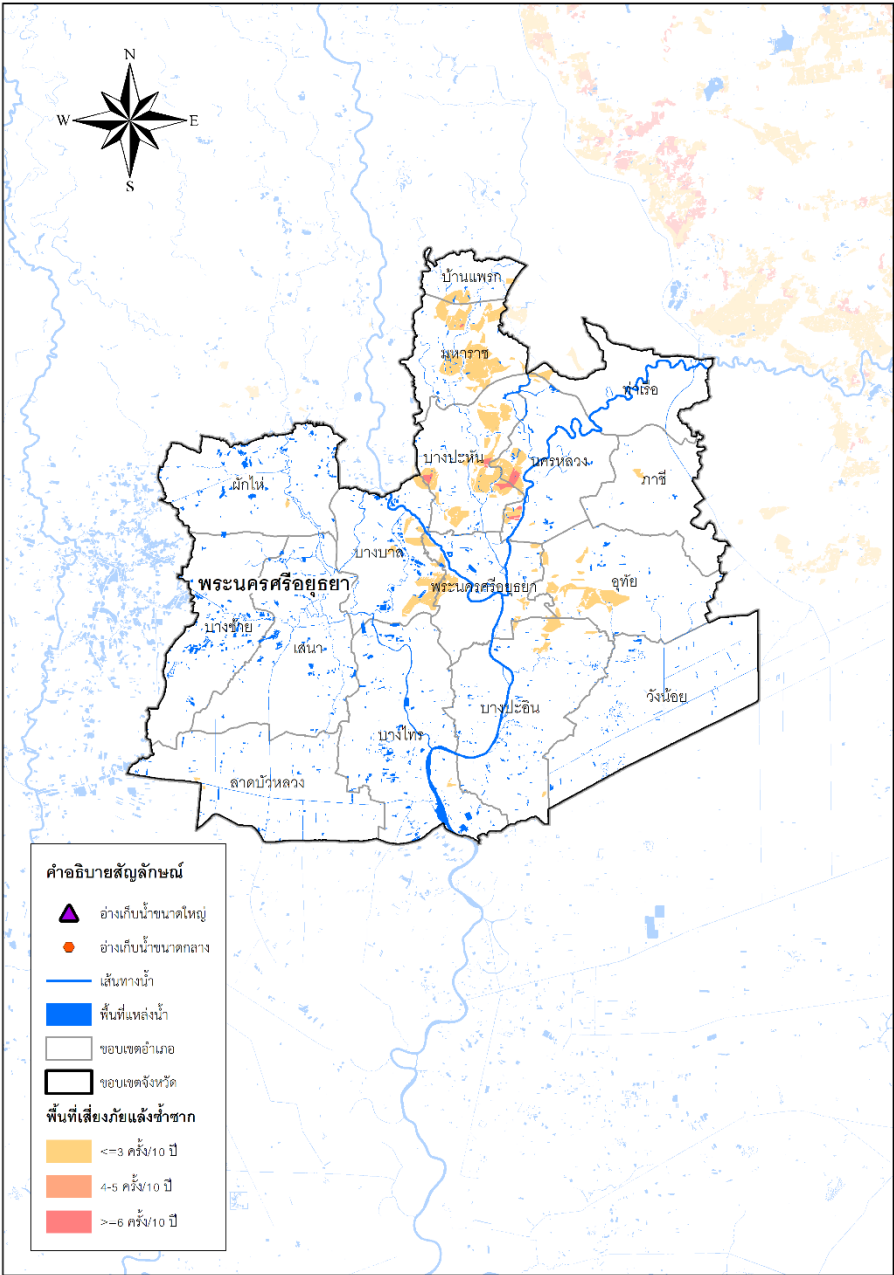 N
W E
S
บ้านแพรก
มหาราช
ท่าเรือ
บางปะหัน
นครหลวง
ผักไห่
ภาชี
บางบาล
พระนครศรีอยุธยา
พระนครศรีอยุธยา
อุทัย
บางซ้าย
เสนา
วังน้อย
บางปะอิน
บางไทร
ลาดบัวหลวง
คำอธิบายสัญลักษณ์
อ่างเก็บน้ำขนาดใหญ่
อ่างเก็บน้ำขนาดกลาง
เส้นทางน้ำ
พื้นที่แหล่งน้ำ
ขอบเขตอำเภอ
ขอบเขตจังหวัด
พื้นที่เสี่ยงภัยแล้งซ้ำซาก
<=3 ครั้ง/10 ปี
4-5 ครั้ง/10 ปี
>=6 ครั้ง/10 ปี